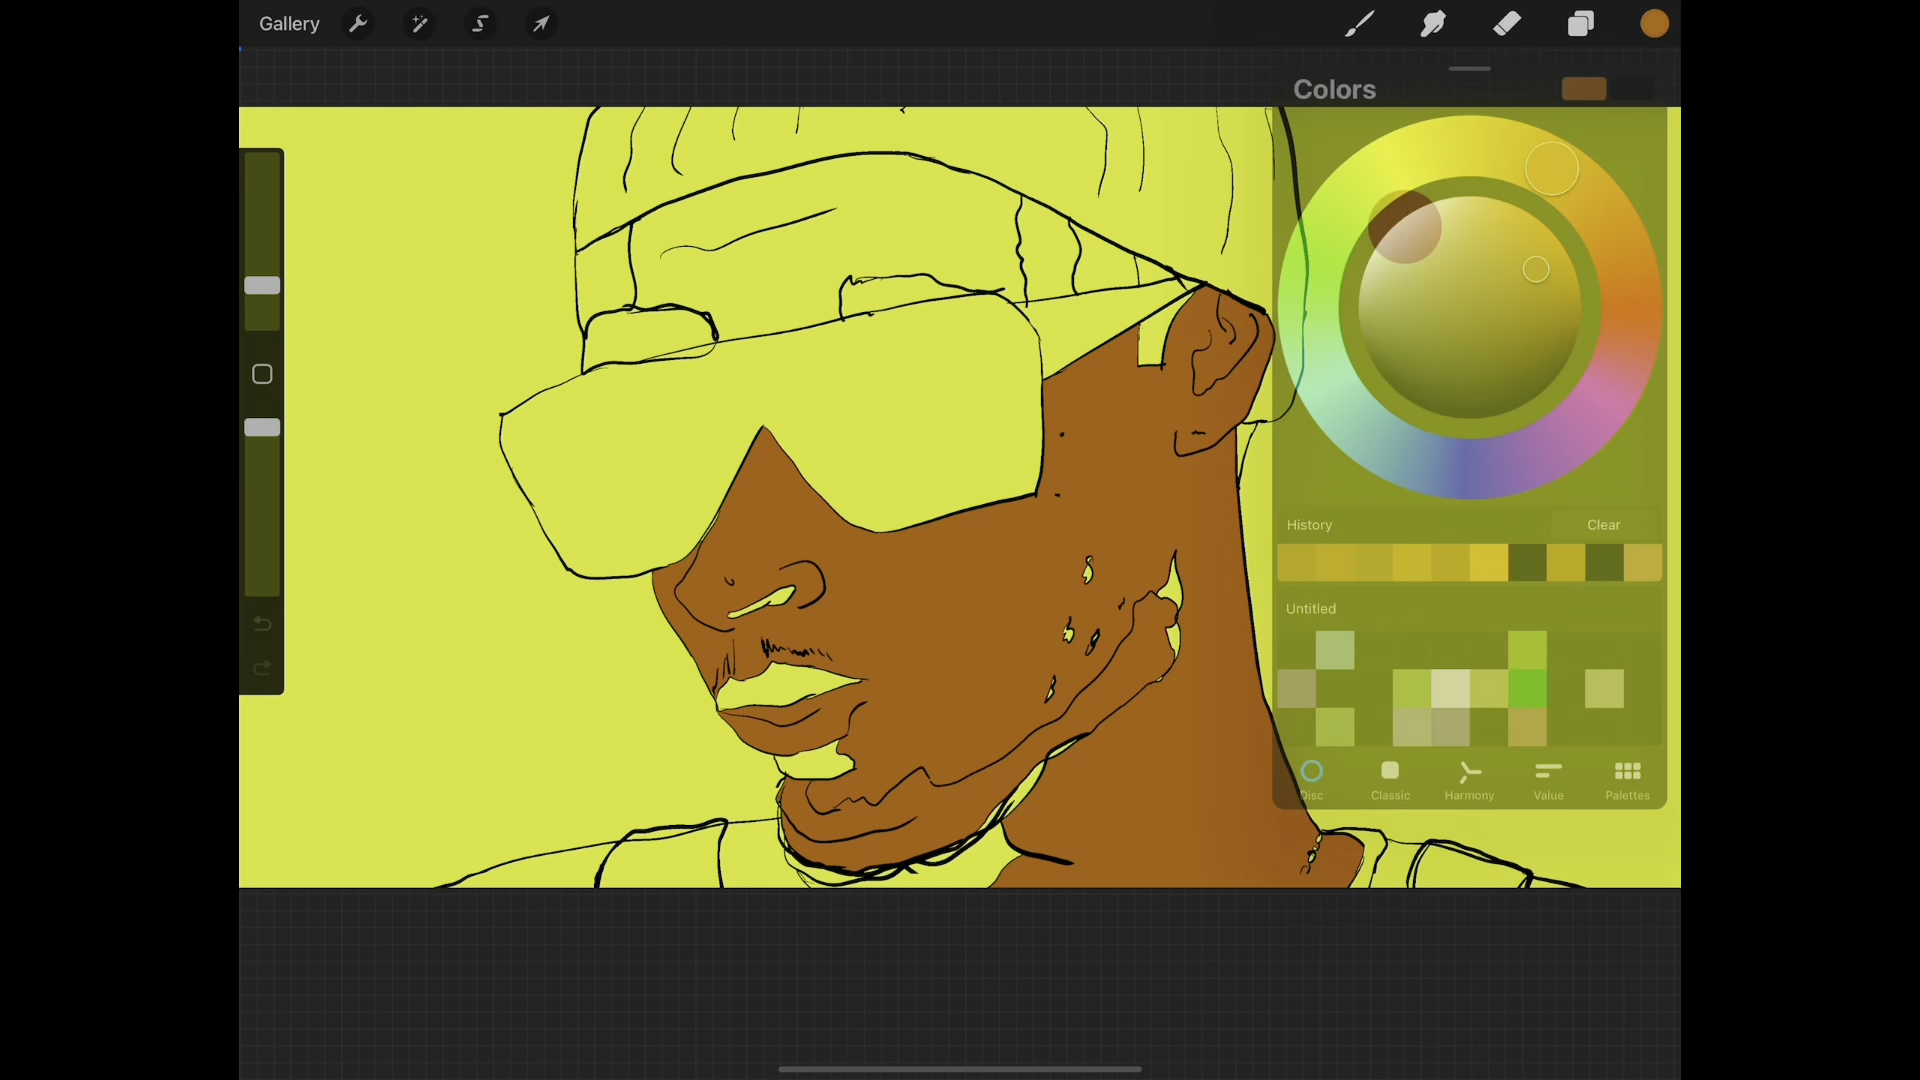 Gallery
Colors
History
Clear
Untitled
Disc
Classic
Harmony
Value
Palettes